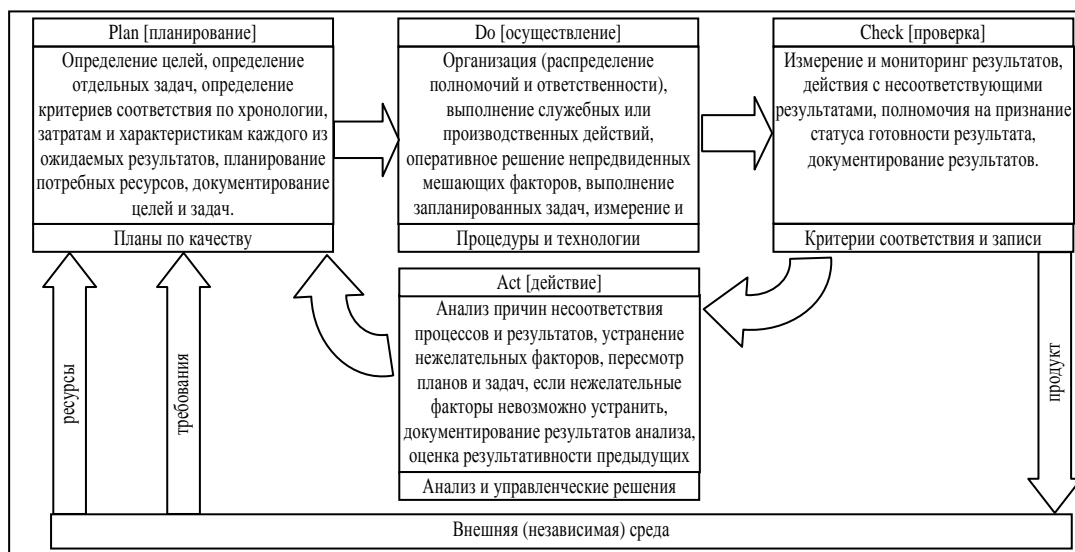 Plan [планирование]
Определение целей, определение
отдельных задач, определение
критериев соответствия по хронологии,
затратам и характеристикам каждого из
ожидаемых результатов, планирование
потребных ресурсов, документирование
целей и задач.
Планы по качеству
Do [осуществление]
Организация (распределение
полномочий и ответственности),
выполнение служебных или
производственных действий,
оперативное решение непредвиденных
мешающих факторов, выполнение
запланированных задач, измерение и
Процедуры и технологии
Check [проверка]
Измерение и мониторинг результатов,
действия с несоответствующими
результатами, полномочия на признание
статуса готовности результата,
документирование результатов.
Критерии соответствия и записи
Act [действие]
Анализ причин несоответствия
процессов и результатов, устранение
нежелательных факторов, пересмотр
планов и задач, если нежелательные
факторы невозможно устранить,
документирование результатов анализа,
оценка результативности предыдущих
Анализ и управленческие решения
ресурсы
требования
продукт
Внешняя (независимая) среда